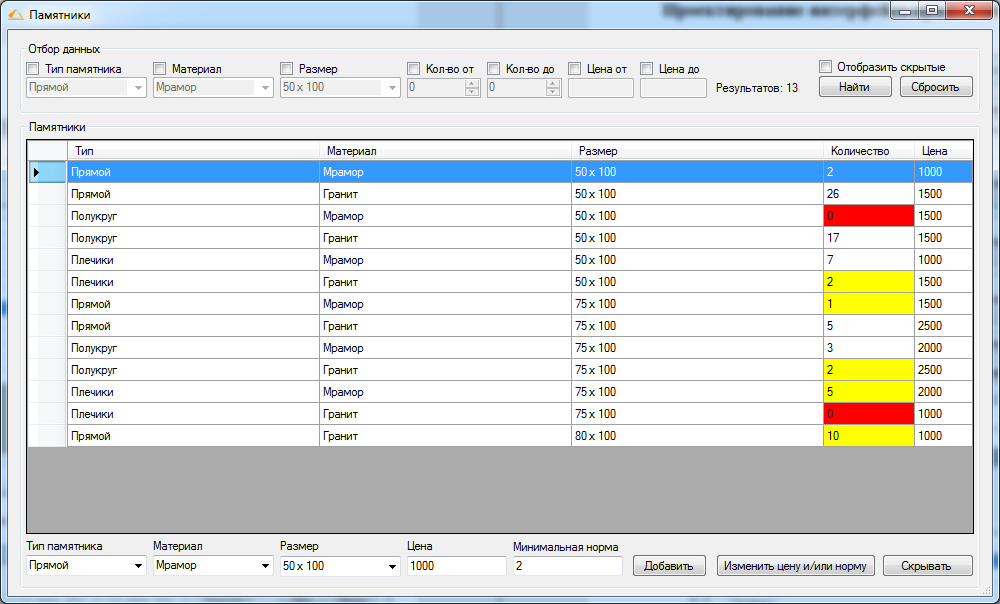 Памятники
Отбор данных
Тип памятника Материал Размер Кол-во от Кол-во до Цена от Цена до Отобразить скрытые
Прямой Мрамор 50 x 100 0 0 Результатов: 13 Найти Сбросить
Памятники
Тип Материал Размер Количество Цена
Прямой Мрамор 50 x 100 2 1000
Прямой Гранит 50 x 100 26 1500
Полукруг Мрамор 50 x 100 0 1500
Полукруг Гранит 50 x 100 17 1500
Плечики Мрамор 50 x 100 7 1000
Плечики Гранит 50 x 100 2 1500
Прямой Мрамор 75 x 100 1 1500
Прямой Гранит 75 x 100 5 2500
Полукруг Мрамор 75 x 100 3 2000
Полукруг Гранит 75 x 100 2 2500
Плечики Мрамор 75 x 100 5 2000
Плечики Гранит 75 x 100 0 1000
Прямой Гранит 80 x 100 10 1000
Тип памятника Материал Размер Цена Минимальная норма
Прямой Мрамор 50 x 100 1000 2 Добавить Изменить цену и/или норму Скрывать